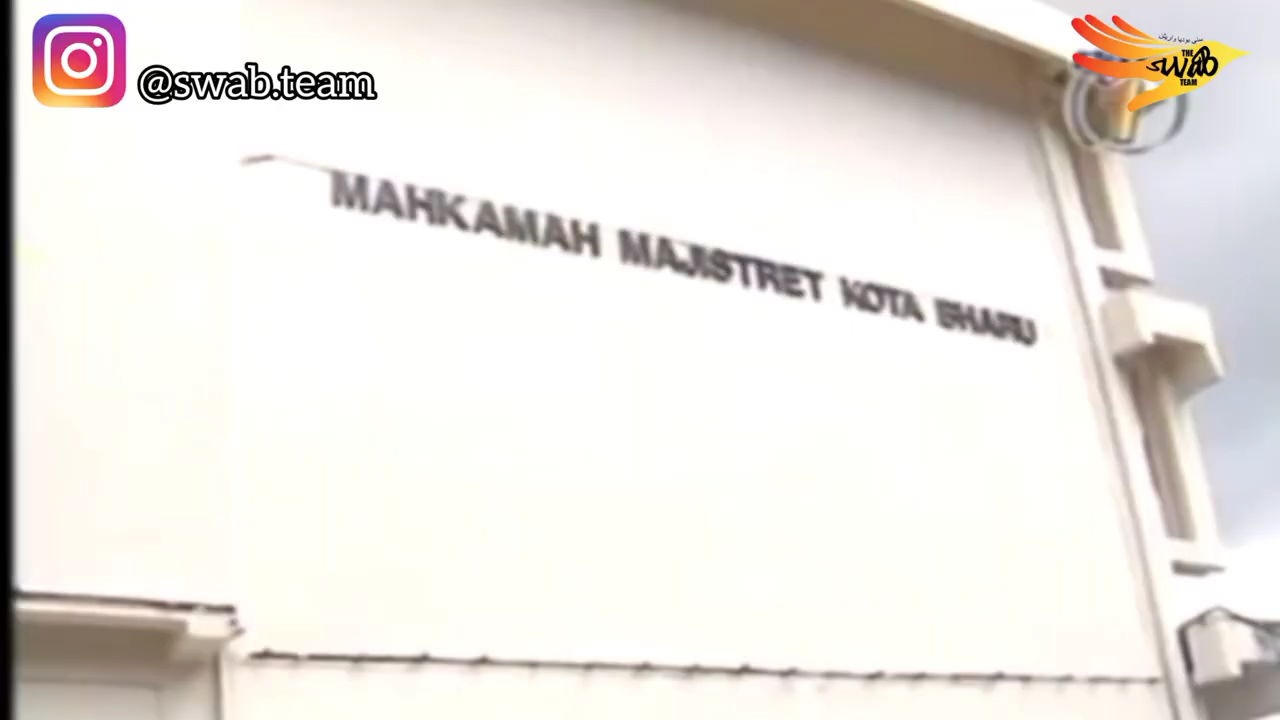 @swab.team
THE
SWAB
TEAM
MAHKAMAH MAJISTRET KOTA BHARU